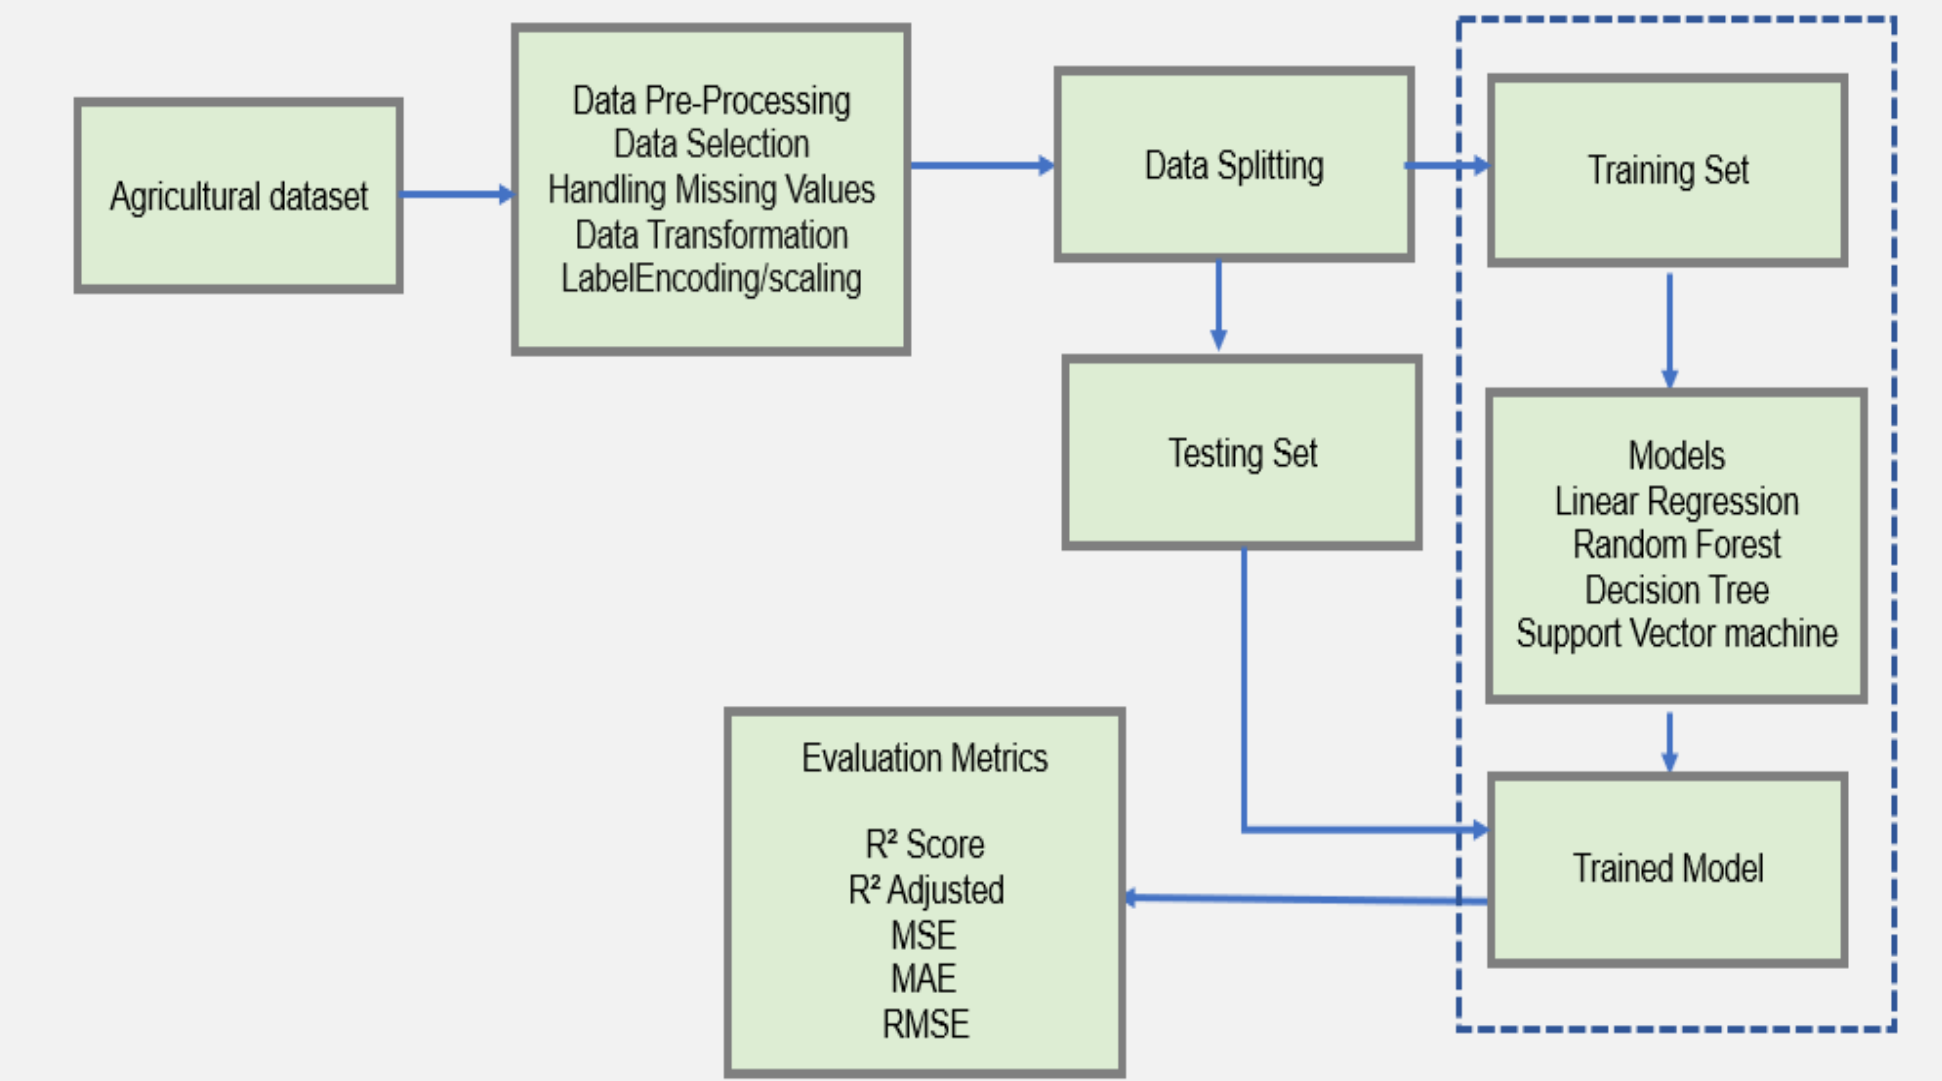 Agricultural dataset
Data Pre-Processing
Data Selection
Handling Missing Values
Data Transformation
LabelEncoding/scaling
Data Splitting
Training Set
Testing Set
Models
Linear Regression
Random Forest
Decision Tree
Support Vector machine
Trained Model
Evaluation Metrics
R² Score
R² Adjusted
MSE
MAE
RMSE